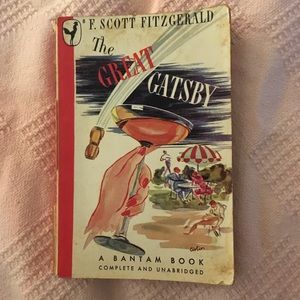 F. SCOTT FITZGERALD
The
GREAT
GATSBY
A BANTAM BOOK
COMPLETE AND UNABRIDGED